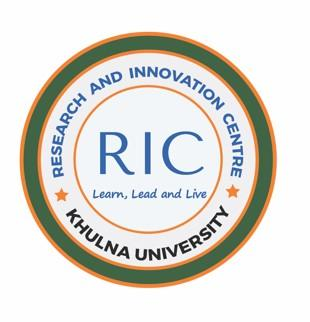 RESEARCH AND INNOVATION CENTRE
RIC
Learn, Lead and Live
KHULNA UNIVERSITY